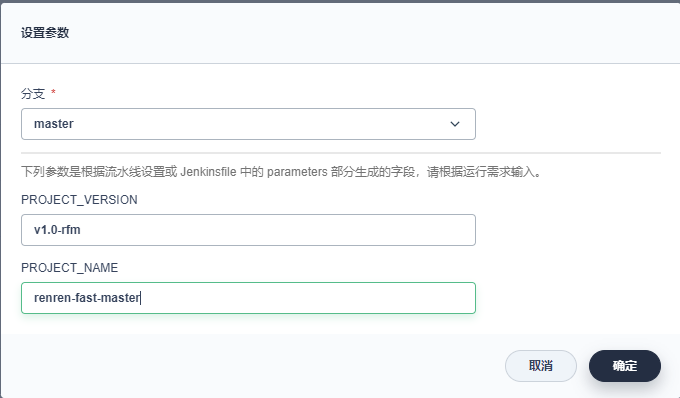 设置参数
分支 *
master
下列参数是根据流水线设置或 Jenkinsfile 中的 parameters 部分生成的字段，请根据运行需求输入。
PROJECT_VERSION
v1.0-rfm
PROJECT_NAME
renren-fast-master
取消 确定